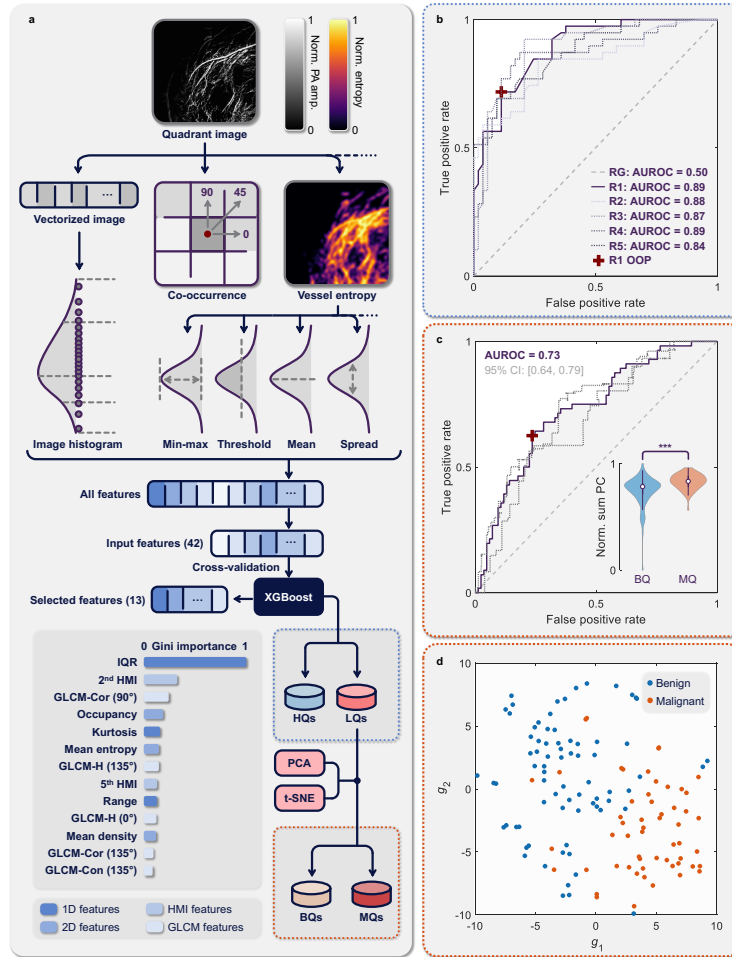 a
1
Norm. PA amp.
0
1
Norm. entropy
0
Quadrant image
...
Vectorized image
90
45
0
Co-occurrence
Vessel entropy
Image histogram
Min-max
Threshold
Mean
Spread
All features
...
Input features (42)
...
Cross-validation
Selected features (13)
...
XGBoost
0 Gini importance 1
IQR
2nd HMI
GLCM-Cor (90°)
Occupancy
Kurtosis
Mean entropy
GLCM-H (135°)
5th HMI
Range
GLCM-H (0°)
Mean density
GLCM-Cor (135°)
GLCM-Con (135°)
1D features
HMI features
2D features
GLCM features
HQs
LQs
PCA
t-SNE
BQs
MQs
b
1
True positive rate
0.5
0
0
0.5
1
False positive rate
RG: AUROC = 0.50
R1: AUROC = 0.89
R2: AUROC = 0.88
R3: AUROC = 0.87
R4: AUROC = 0.89
R5: AUROC = 0.84
R1 OOP
c
1
AUROC = 0.73
95% CI: [0.64, 0.79]
True positive rate
0.5
0
0
0.5
1
False positive rate
***
1
Norm. sum PC
0
BQ
MQ
d
10
5
0
-5
-10
g2
-10
-5
0
5
10
g1
Benign
Malignant